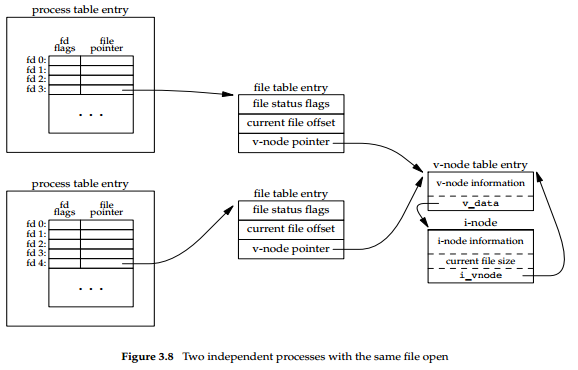 process table entry
fd flags
file pointer
fd 0:
fd 1:
fd 2:
fd 3:
. . .
file table entry
file status flags
current file offset
v-node pointer
process table entry
fd flags
file pointer
fd 0:
fd 1:
fd 2:
fd 3:
fd 4:
. . .
file table entry
file status flags
current file offset
v-node pointer
v-node table entry
v-node information
v_data
i-node
i-node information
current file size
i_vnode
Figure 3.8 Two independent processes with the same file open